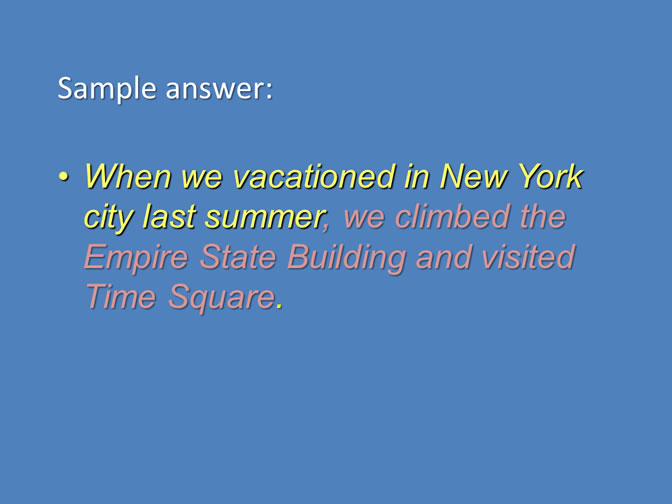 Sample answer:
• When we vacationed in New York
city last summer, we climbed the
Empire State Building and visited
Time Square.